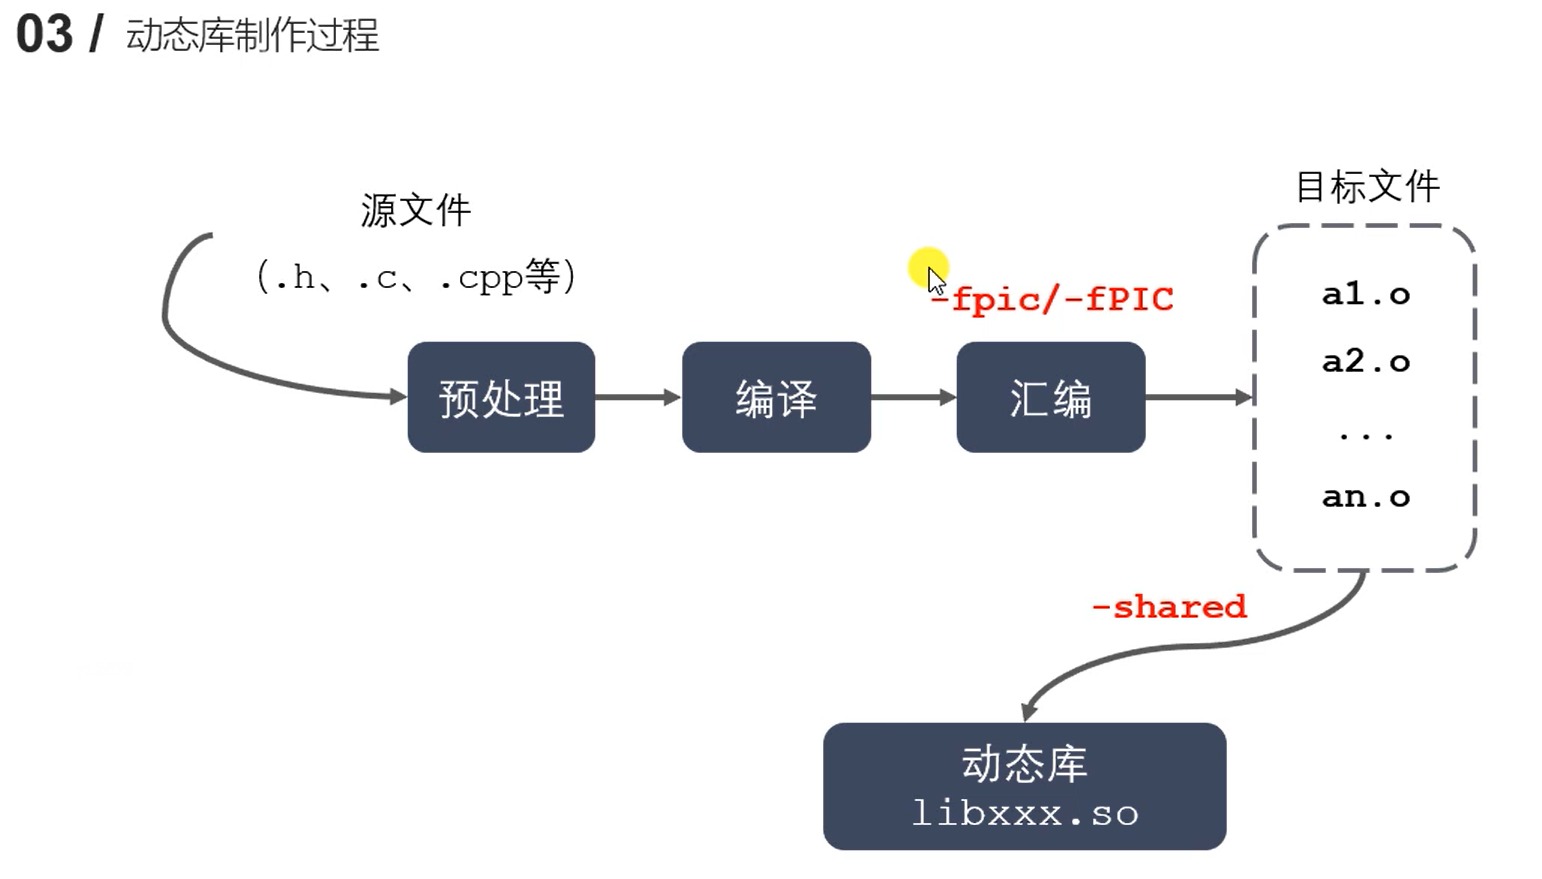 03 / 动态库制作过程
源文件
(.h、.c、.cpp等)
-fpic/-fPIC
预处理
编译
汇编
目标文件
a1.o
a2.o
...
an.o
-shared
动态库
libxxx.so